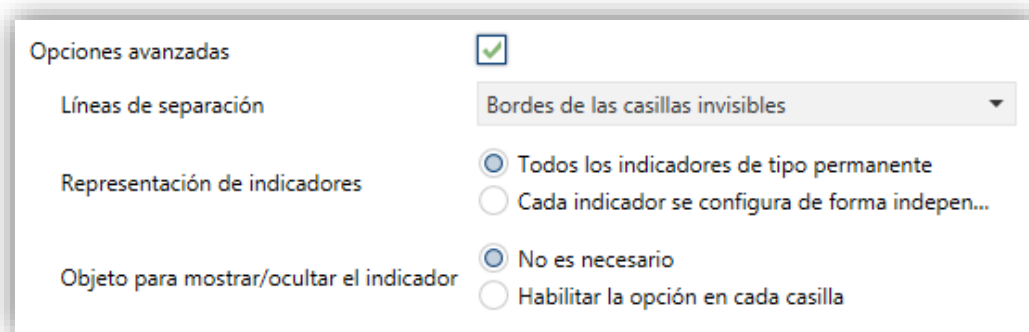 Opciones avanzadas
Líneas de separación
Bordes de las casillas invisibles
Representación de indicadores
Todos los indicadores de tipo permanente
Cada indicador se configura de forma indepen...
Objeto para mostrar/ocultar el indicador
No es necesario
Habilitar la opción en cada casilla